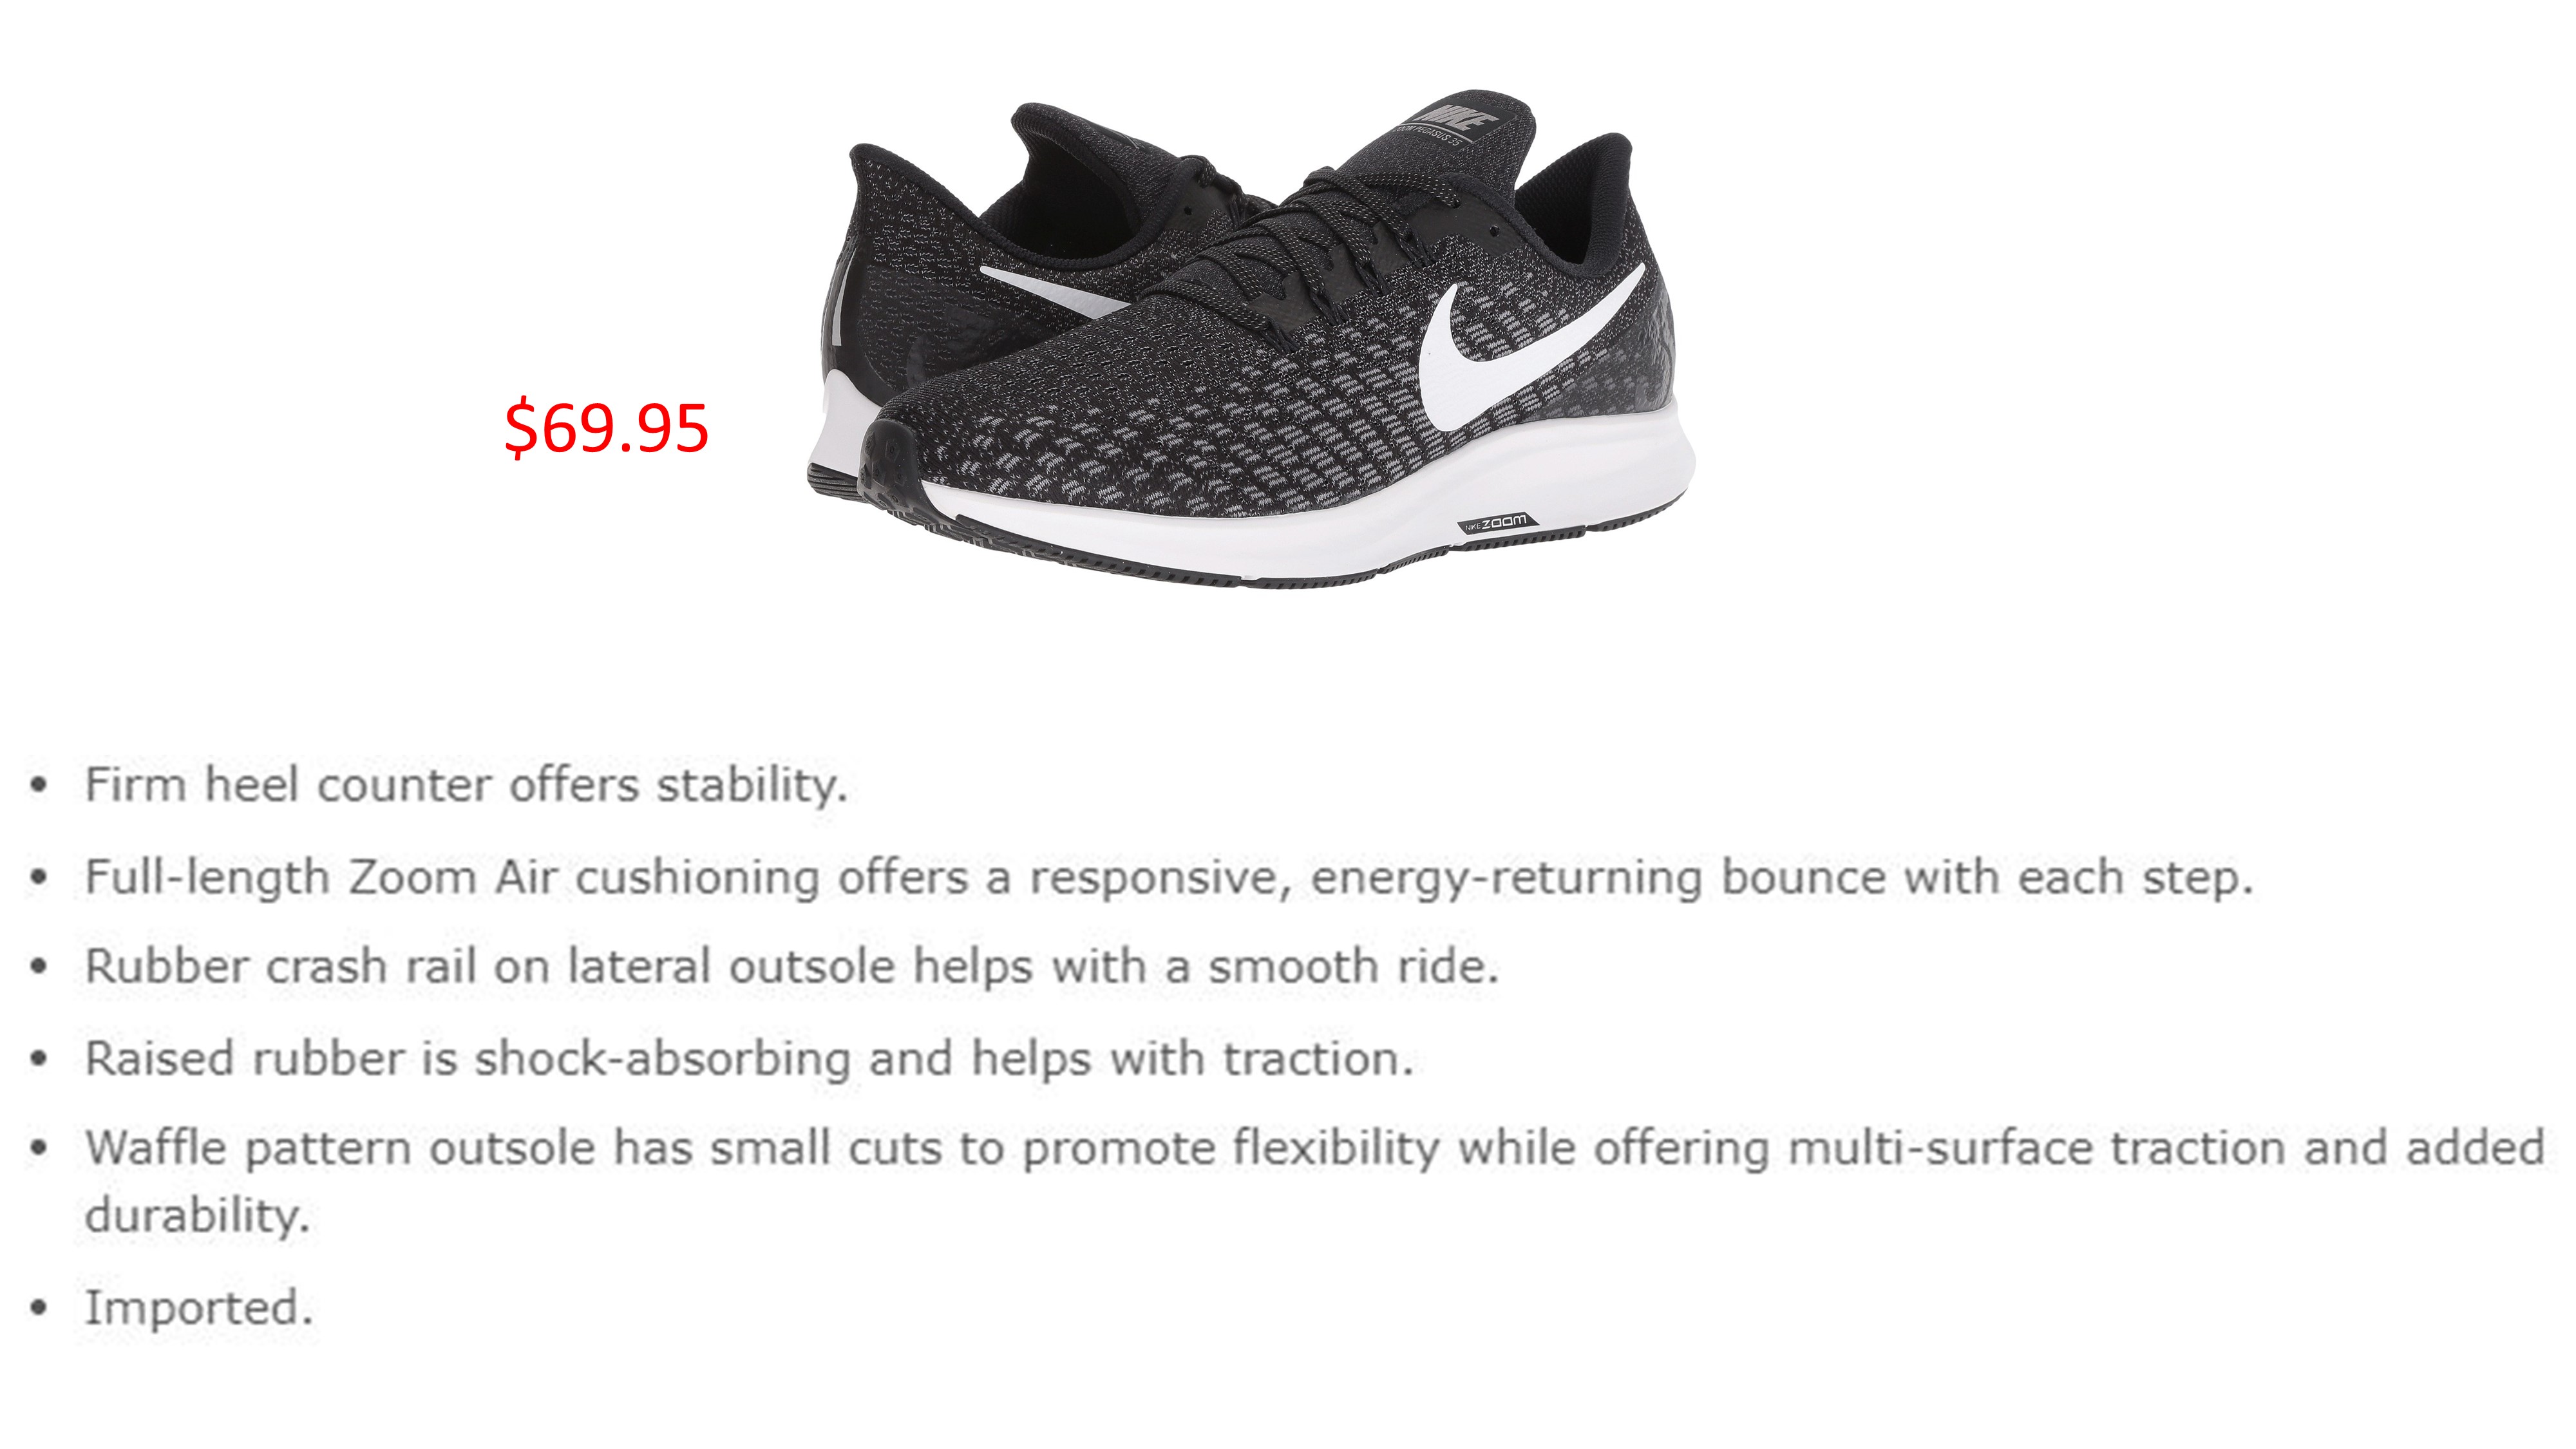 NIKE
ZOOM PEGASUS 35
$69.95
NIKE ZOOM
• Firm heel counter offers stability.
• Full-length Zoom Air cushioning offers a responsive, energy-returning bounce with each step.
• Rubber crash rail on lateral outsole helps with a smooth ride.
• Raised rubber is shock-absorbing and helps with traction.
• Waffle pattern outsole has small cuts to promote flexibility while offering multi-surface traction and added
durability.
• Imported.